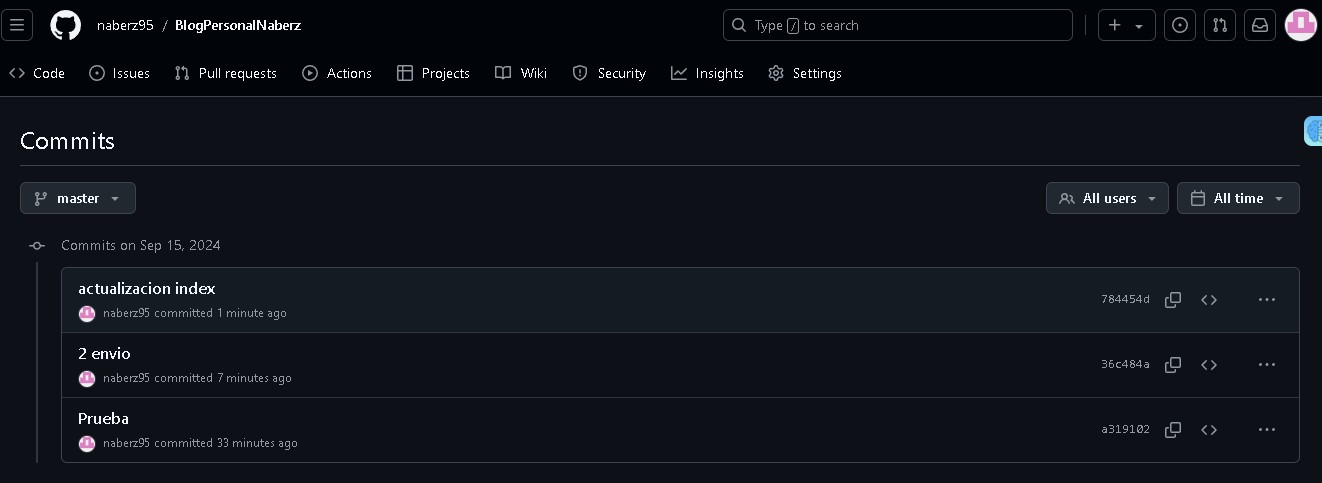 naberz95 / BlogPersonalNaberz
Type / to search
Code Issues Pull requests Actions Projects Wiki Security Insights Settings
Commits
master All users All time
Commits on Sep 15, 2024
actualizacion index
naberz95 committed 1 minute ago
784454d
2 envio
naberz95 committed 7 minutes ago
36c484a
Prueba
naberz95 committed 33 minutes ago
a319102